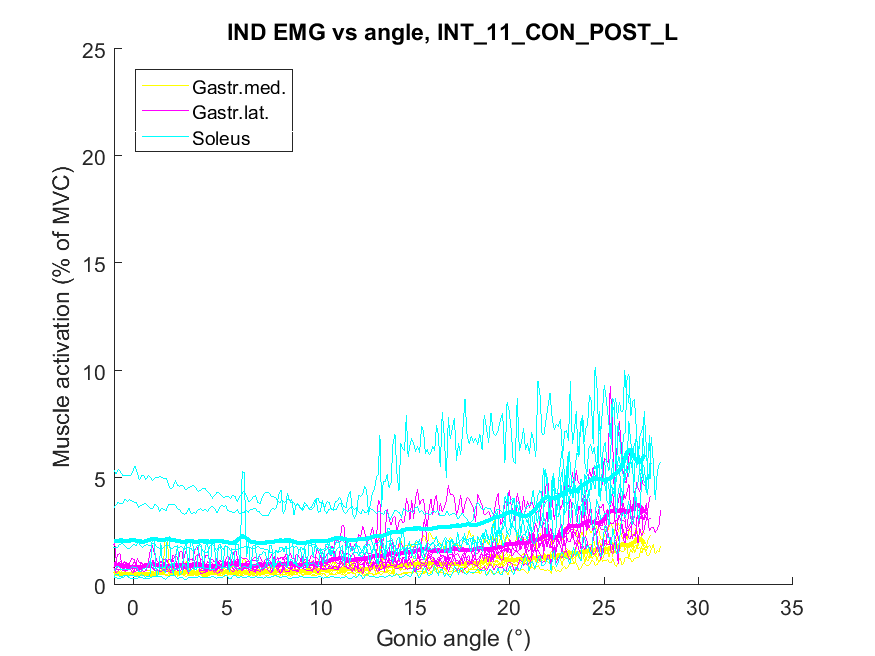 IND EMG vs angle, INT_11_CON_POST_L
25
20
15
10
5
0
Muscle activation (% of MVC)
Gastr.med.
Gastr.lat.
Soleus
0 5 10 15 20 25 30 35
Gonio angle (°)